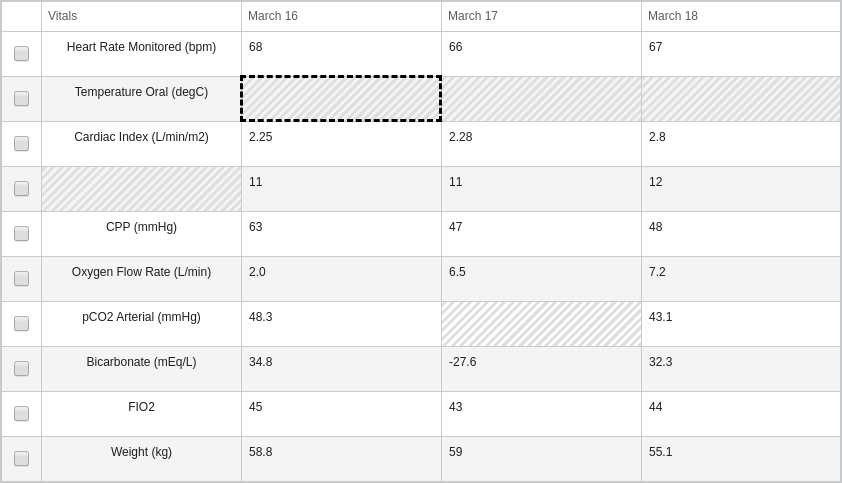 Vitals March 16 March 17 March 18
Heart Rate Monitored (bpm) 68 66 67
Temperature Oral (degC)
Cardiac Index (L/min/m2) 2.25 2.28 2.8
11 11 12
CPP (mmHg) 63 47 48
Oxygen Flow Rate (L/min) 2.0 6.5 7.2
pCO2 Arterial (mmHg) 48.3 43.1
Bicarbonate (mEq/L) 34.8 -27.6 32.3
FIO2 45 43 44
Weight (kg) 58.8 59 55.1